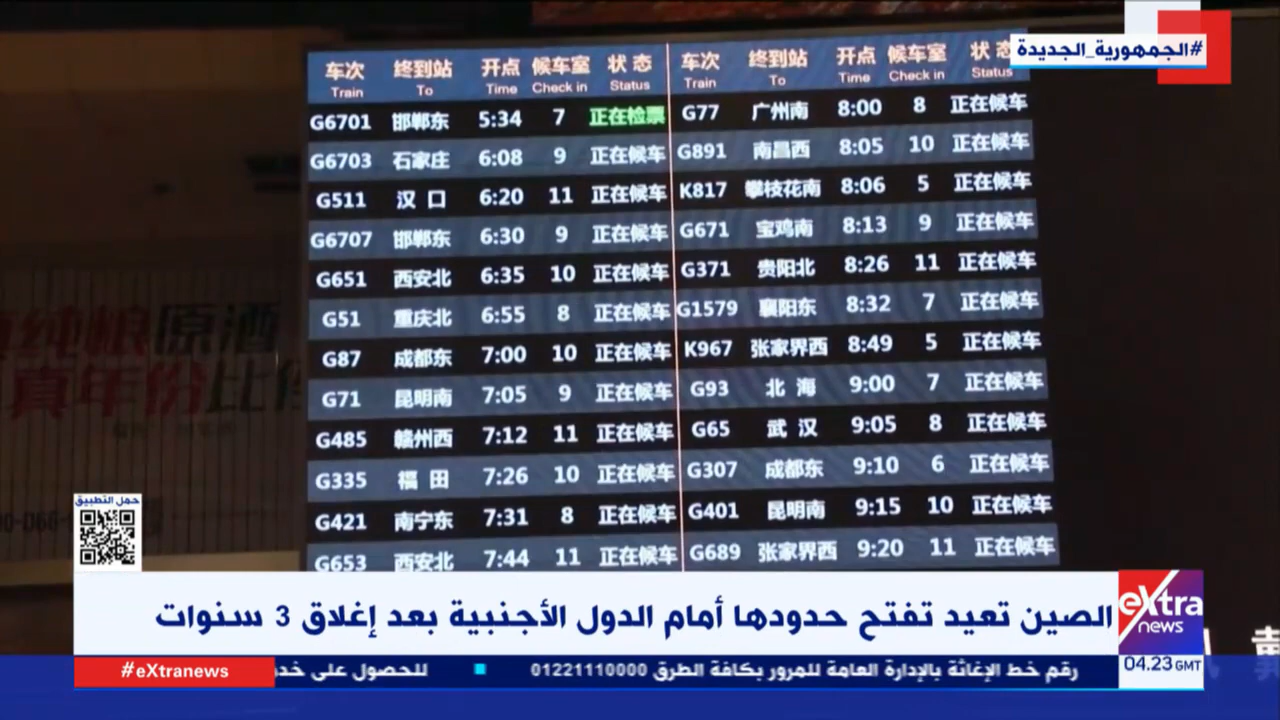 #الجمهورية_الجديدة
车次 终到站 开点 候车室 状态 车次 终到站 开点 候车室 状态
Train To Time Check in Status Train To Time Check in Status
G6701 邯郸东 5:34 7 正在检票 G77 广州南 8:00 8 正在候车
G6703 石家庄 6:08 9 正在候车 G891 南昌西 8:05 10 正在候车
G511 汉口 6:20 11 正在候车 K817 攀枝花南 8:06 5 正在候车
G6707 邯郸东 6:30 9 正在候车 G671 宝鸡南 8:13 9 正在候车
G651 西安北 6:35 10 正在候车 G371 贵阳北 8:26 11 正在候车
G51 重庆北 6:55 8 正在候车 G1579 襄阳东 8:32 7 正在候车
G87 成都东 7:00 10 正在候车 K967 张家界西 8:49 5 正在候车
G71 昆明南 7:05 9 正在候车 G93 北海 9:00 7 正在候车
G485 赣州西 7:12 11 正在候车 G65 武汉 9:05 8 正在候车
G335 福田 7:26 10 正在候车 G307 成都东 9:10 6 正在候车
G421 南宁东 7:31 8 正在候车 G401 昆明南 9:15 10 正在候车
G653 西安北 7:44 11 正在候车 G689 张家界西 9:20 11 正在候车
纯粮原酒
真年份比
حمل التطبيق
الصين تعيد تفتح حدودها أمام الدول الأجنبية بعد إغلاق 3 سنوات
eXtra
news
04.23 GMT
#eXtranews
رقم خط الإغاثة بالإدارة العامة للمرور بكافة الطرق 01221110000 للحصول على